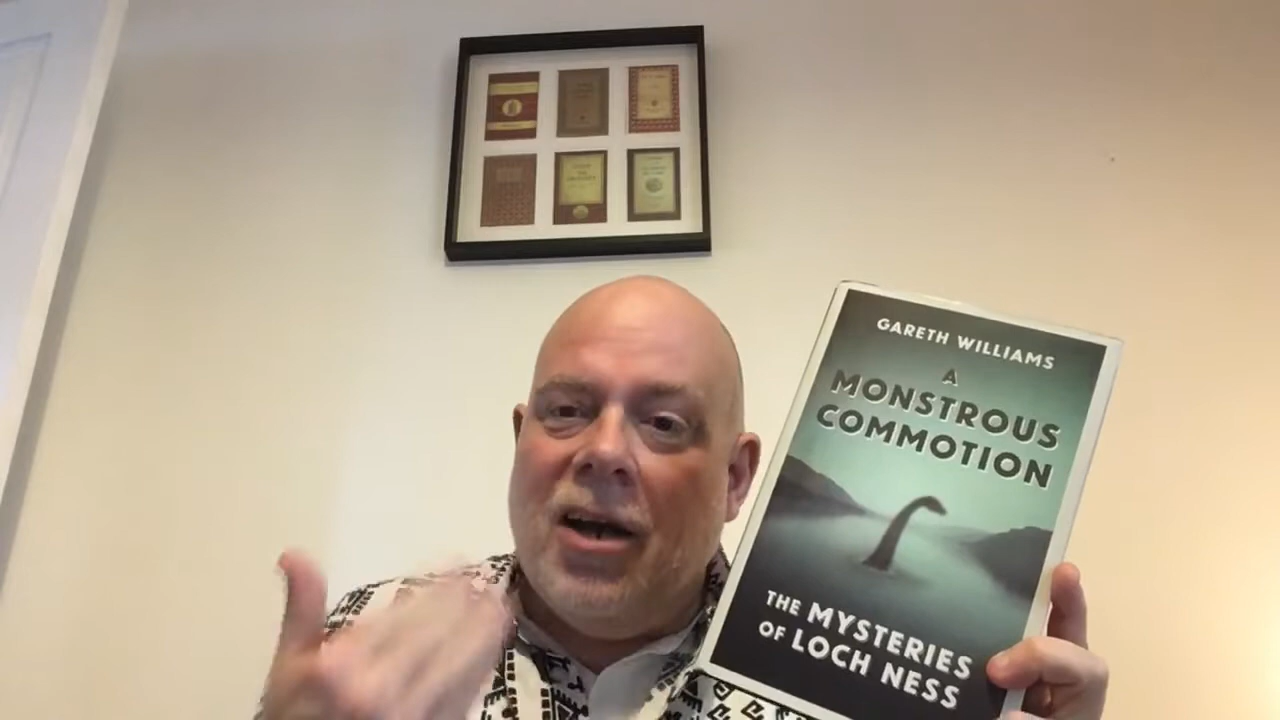 GARETH WILLIAMS
A
MONSTROUS
COMMOTION
THE MYSTERIES
OF LOCH NESS